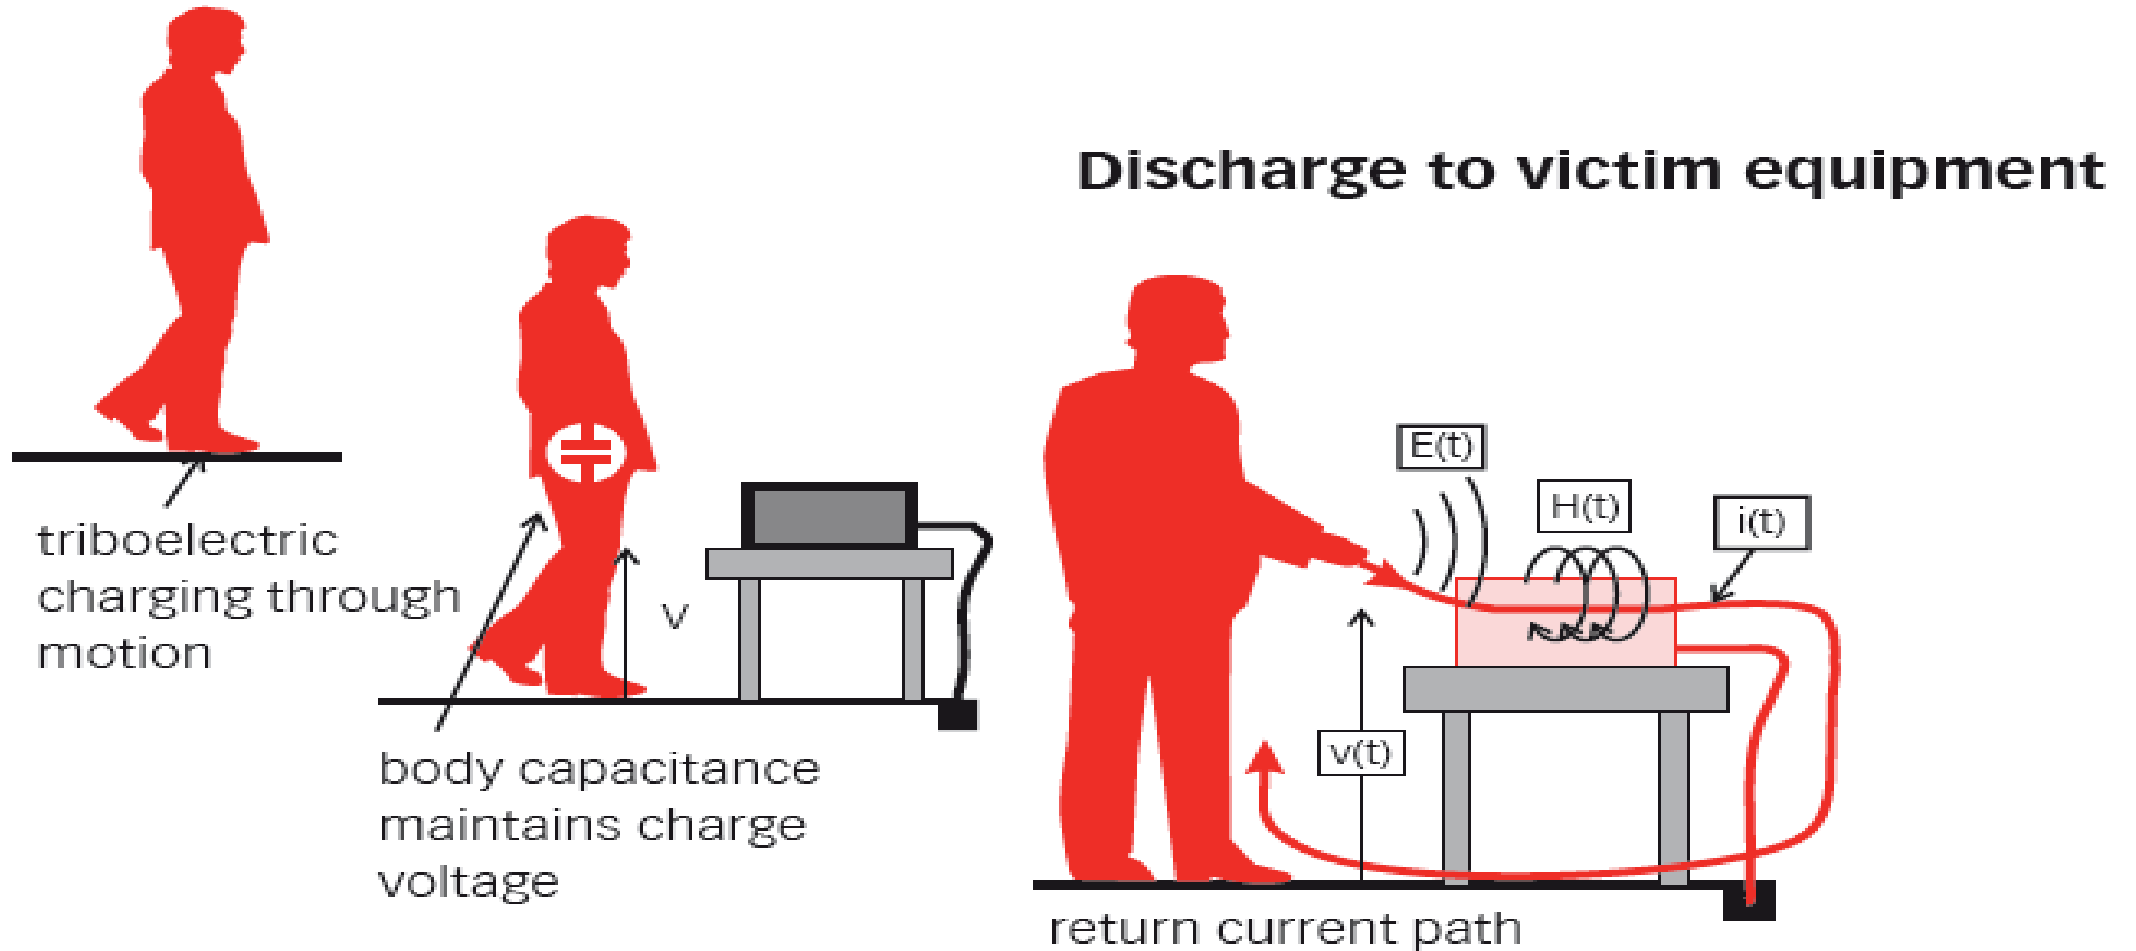 triboelectric
charging through
motion
V
body capacitance
maintains charge
voltage
Discharge to victim equipment
E(t)
H(t)
i(t)
v(t)
return current path